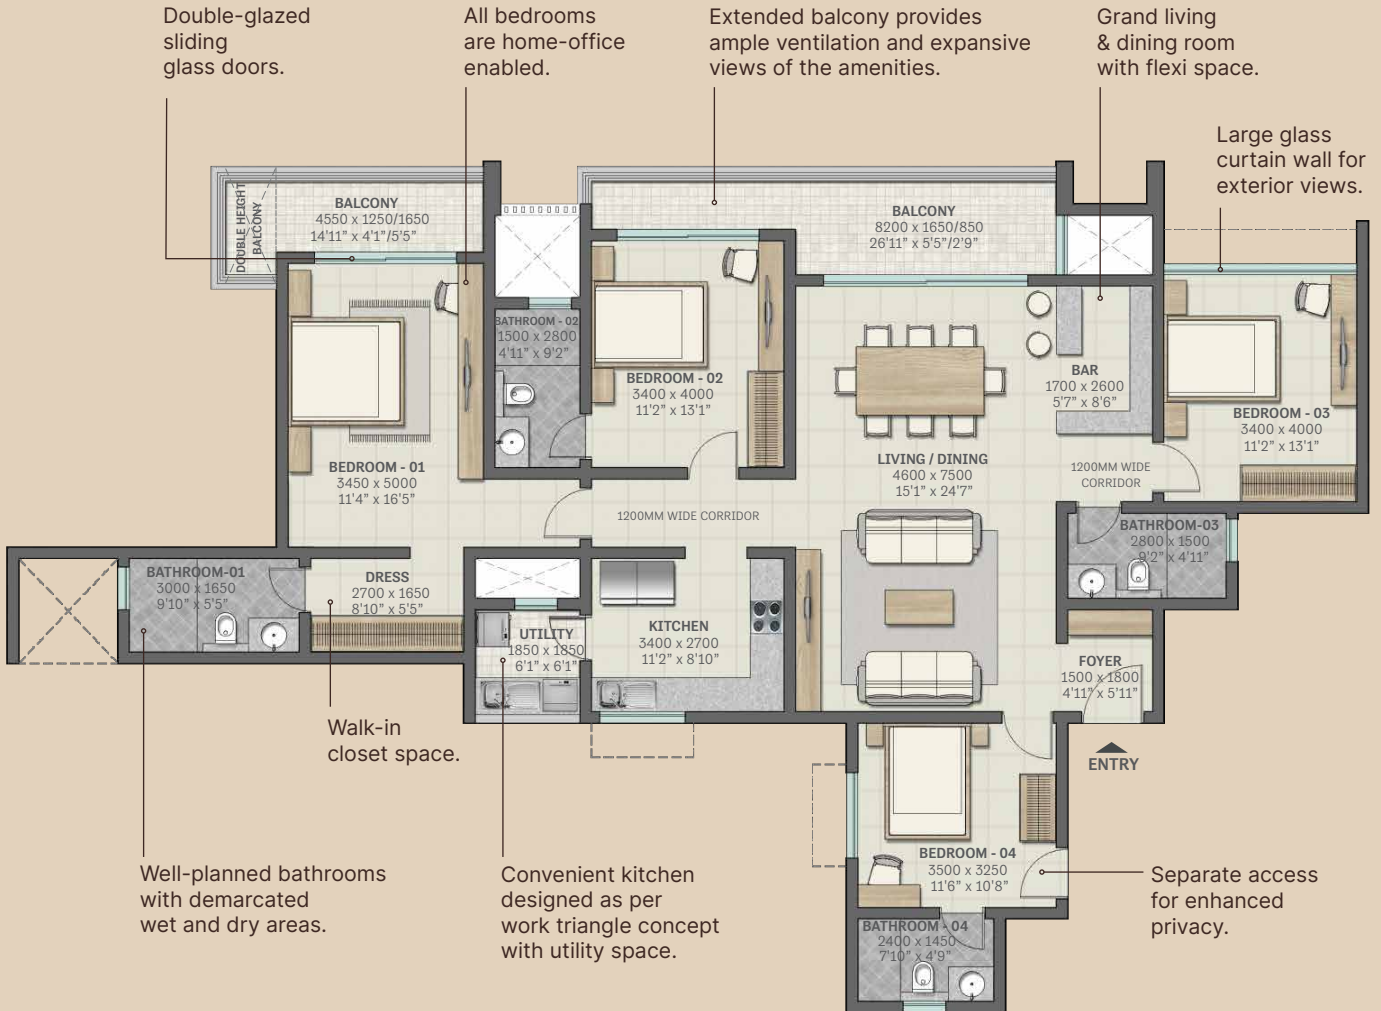 Double-glazed
sliding
glass doors.
All bedrooms
are home-office
enabled.
Extended balcony provides
ample ventilation and expansive
views of the amenities.
Grand living
& dining room
with flexi space.
Large glass
curtain wall for
exterior views.
DOUBLE HEIGHT
BALCONY
BALCONY
4550 x 1250/1650
14'11" x 4'1"/5'5"
BALCONY
8200 x 1650/850
26'11" x 5'5"/2'9"
BATHROOM - 02
1500 x 2800
4'11" x 9'2"
BEDROOM - 02
3400 x 4000
11'2" x 13'1"
BAR
1700 x 2600
5'7" x 8'6"
BEDROOM - 03
3400 x 4000
11'2" x 13'1"
BEDROOM - 01
3450 x 5000
11'4" x 16'5"
LIVING / DINING
4600 x 7500
15'1" x 24'7"
1200MM WIDE
CORRIDOR
1200MM WIDE CORRIDOR
BATHROOM-03
2800 x 1500
9'2" x 4'11"
BATHROOM-01
3000 x 1650
9'10" x 5'5"
DRESS
2700 x 1650
8'10" x 5'5"
UTILITY
1850 x 1850
6'1" x 6'1"
KITCHEN
3400 x 2700
11'2" x 8'10"
FOYER
1500 x 1800
4'11" x 5'11"
Walk-in
closet space.
ENTRY
BEDROOM - 04
3500 x 3250
11'6" x 10'8"
Well-planned bathrooms
with demarcated
wet and dry areas.
Convenient kitchen
designed as per
work triangle concept
with utility space.
Separate access
for enhanced
privacy.
BATHROOM - 04
2400 x 1450
7'10" x 4'9"